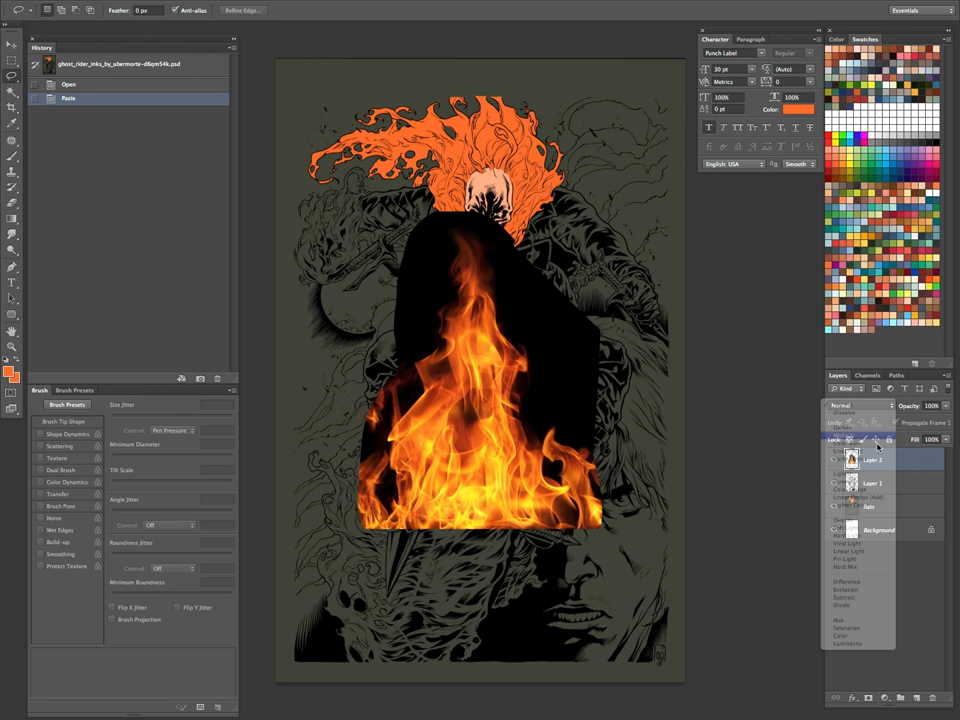 Feather: 0 px
Anti-alias
Refine Edge...
Essentials
History
ghost_rider_inks_by_ubermorte-d6qm54k.psd
Open
Paste
Character
Paragraph
Punch Label
Regular
30 pt
(Auto)
Metrics
0
100%
100%
0 pt
Color:
English: USA
Smooth
Color
Swatches
Brush
Brush Presets
Brush Presets
Brush Tip Shape
Shape Dynamics
Scattering
Texture
Dual Brush
Color Dynamics
Transfer
Brush Pose
Noise
Wet Edges
Build-up
Smoothing
Protect Texture
Size Jitter
Control: Pen Pressure
Minimum Diameter
Tilt Scale
Angle Jitter
Control: Off
Roundness Jitter
Control: Off
Minimum Roundness
Flip X Jitter
Flip Y Jitter
Brush Projection
Layers
Channels
Paths
Kind
Normal
Opacity: 100%
Unify:
Propagate Frame 1
Lock:
Fill: 100%
Layer 2
Layer 1
flats
Background
Dissolve
Darken
Linear Dodge (Add)
Vivid Light
Linear Light
Pin Light
Hard Mix
Difference
Exclusion
Subtract
Divide
Hue
Saturation
Color
Luminosity